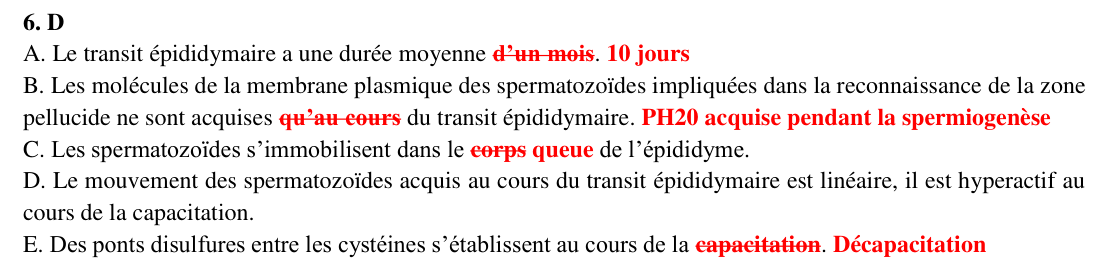 6. D
A. Le transit épididymaire a une durée moyenne d’un mois. 10 jours
B. Les molécules de la membrane plasmique des spermatozoïdes impliquées dans la reconnaissance de la zone
pellucide ne sont acquises qu’au cours du transit épididymaire. PH20 acquise pendant la spermiogenèse
C. Les spermatozoïdes s’immobilisent dans le corps queue de l’épididyme.
D. Le mouvement des spermatozoïdes acquis au cours du transit épididymaire est linéaire, il est hyperactif au
cours de la capacitation.
E. Des ponts disulfures entre les cystéines s’établissent au cours de la capacitation. Décapacitation